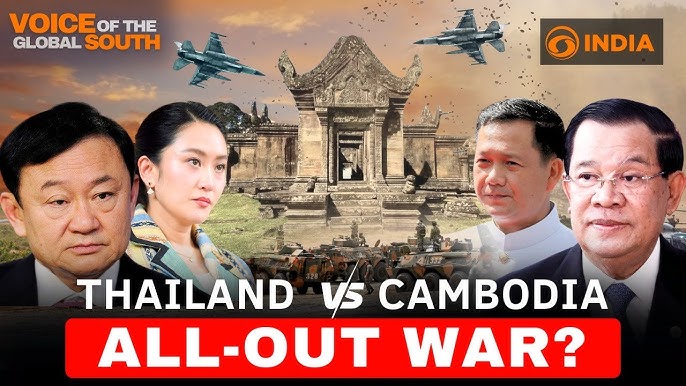 VOICE OF THE
GLOBAL SOUTH
INDIA
THAILAND VS CAMBODIA
ALL-OUT WAR?